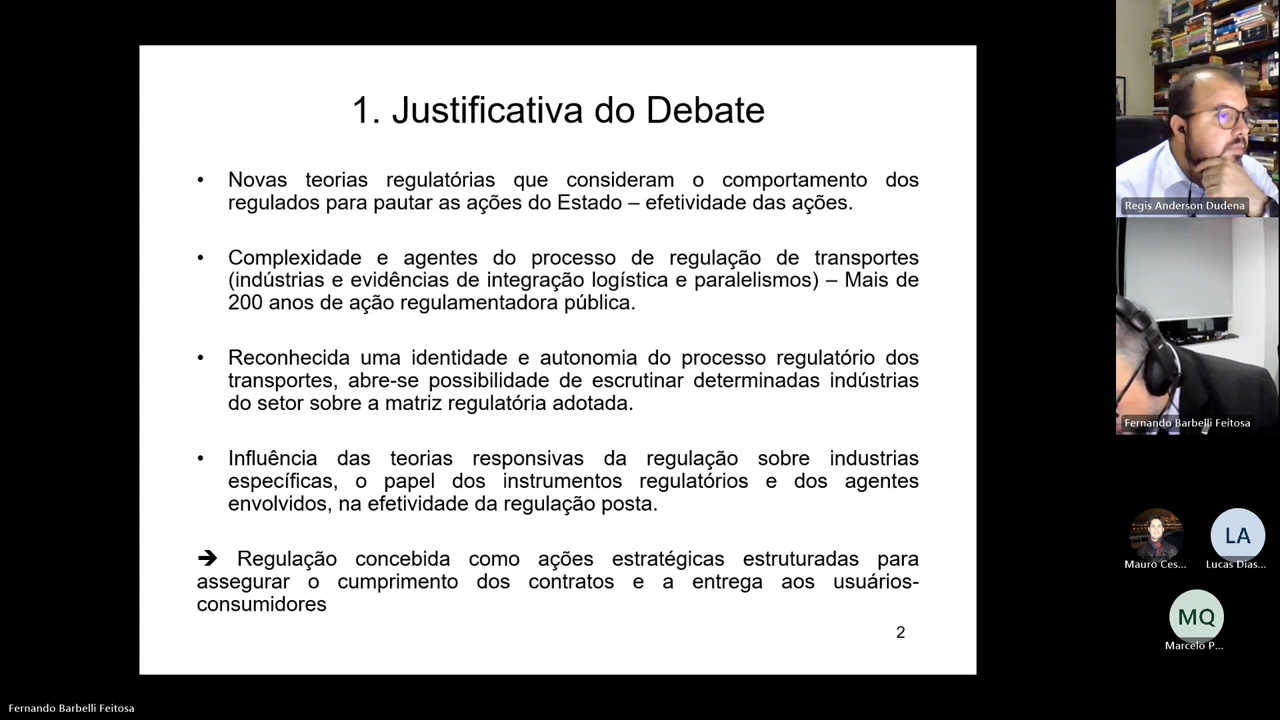 1. Justificativa do Debate
• Novas teorias regulatórias que consideram o comportamento dos
regulados para pautar as ações do Estado – efetividade das ações.
• Complexidade e agentes do processo de regulação de transportes
(indústrias e evidências de integração logística e paralelismos) – Mais de
200 anos de ação regulamentadora pública.
• Reconhecida uma identidade e autonomia do processo regulatório dos
transportes, abre-se possibilidade de escrutinar determinadas indústrias
do setor sobre a matriz regulatória adotada.
• Influência das teorias responsivas da regulação sobre industrias
específicas, o papel dos instrumentos regulatórios e dos agentes
envolvidos, na efetividade da regulação posta.
➔ Regulação concebida como ações estratégicas estruturadas para
assegurar o cumprimento dos contratos e a entrega aos usuários-
consumidores
2
Regis Anderson Dudena
Fernando Barbelli Feitosa
Mauro Ces...
LA
Lucas Dias...
MQ
Marcelo P...
Fernando Barbelli Feitosa